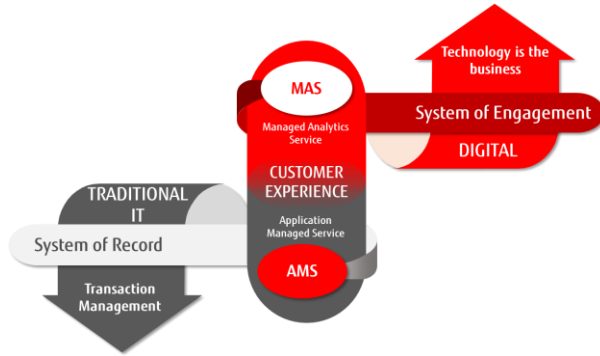 Technology is the
business
System of Engagement
DIGITAL
MAS
Managed Analytics
Service
CUSTOMER
EXPERIENCE
Application
Managed Service
AMS
TRADITIONAL
IT
System of Record
Transaction
Management